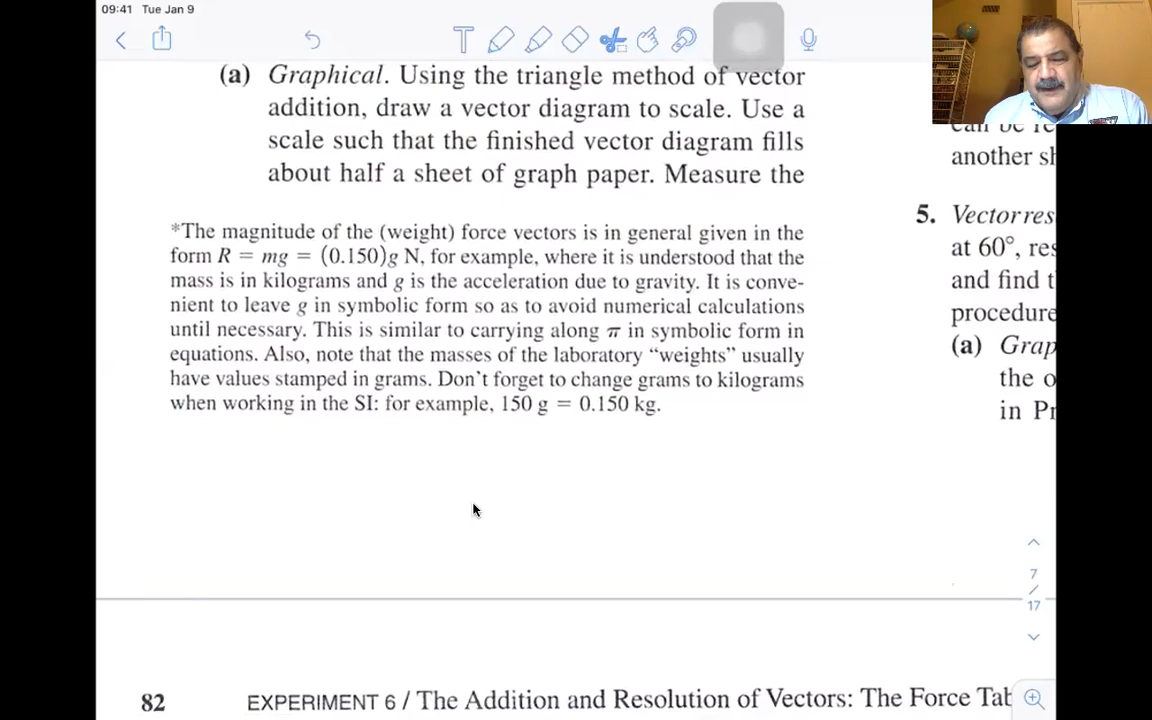 09:41 Tue Jan 9
(a) Graphical. Using the triangle method of vector
addition, draw a vector diagram to scale. Use a
scale such that the finished vector diagram fills
about half a sheet of graph paper. Measure the
*The magnitude of the (weight) force vectors is in general given in the
form R = mg = (0.150)g N, for example, where it is understood that the
mass is in kilograms and g is the acceleration due to gravity. It is conve-
nient to leave g in symbolic form so as to avoid numerical calculations
until necessary. This is similar to carrying along π in symbolic form in
equations. Also, note that the masses of the laboratory “weights” usually
have values stamped in grams. Don't forget to change grams to kilograms
when working in the SI: for example, 150 g = 0.150 kg.
another sh
5. Vector res
at 60°, res
and find t
procedure
(a) Grap
the o
in Pr
7
/
17
82 EXPERIMENT 6 / The Addition and Resolution of Vectors: The Force Tab